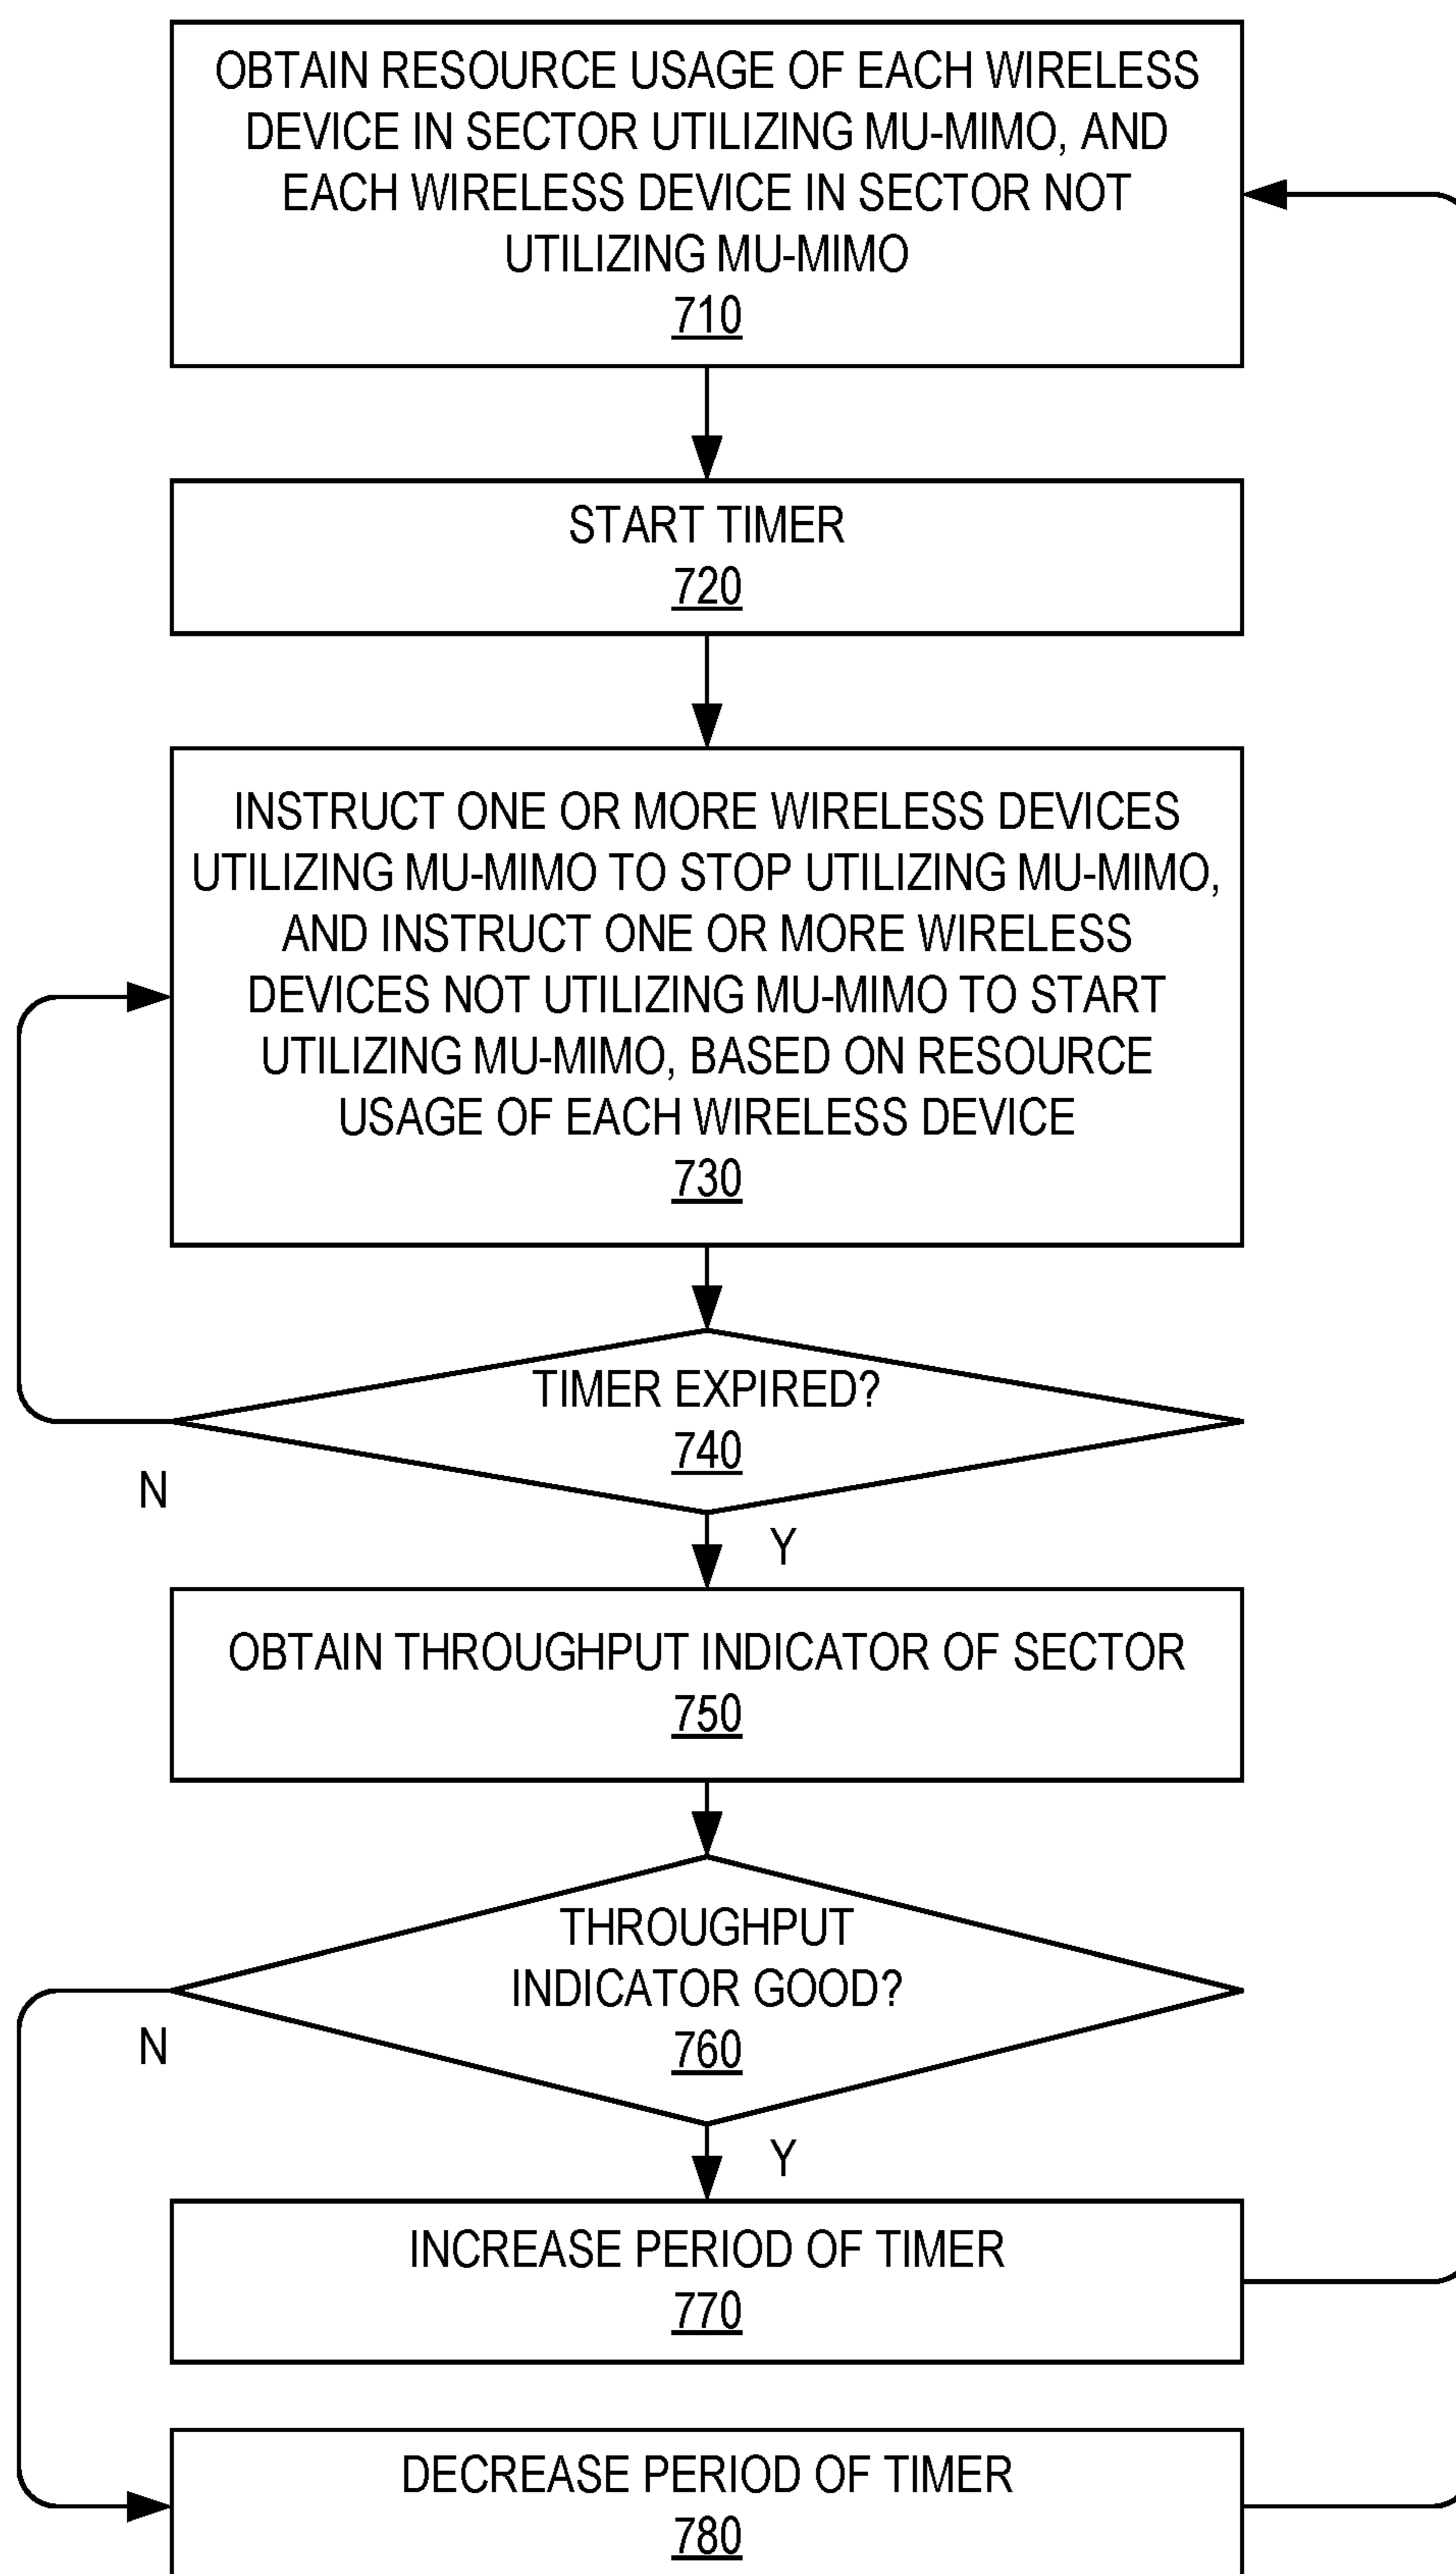 OBTAIN RESOURCE USAGE OF EACH WIRELESS
DEVICE IN SECTOR UTILIZING MU-MIMO, AND
EACH WIRELESS DEVICE IN SECTOR NOT
UTILIZING MU-MIMO
710
START TIMER
720
INSTRUCT ONE OR MORE WIRELESS DEVICES
UTILIZING MU-MIMO TO STOP UTILIZING MU-MIMO,
AND INSTRUCT ONE OR MORE WIRELESS
DEVICES NOT UTILIZING MU-MIMO TO START
UTILIZING MU-MIMO, BASED ON RESOURCE
USAGE OF EACH WIRELESS DEVICE
730
TIMER EXPIRED?
740
N
Y
OBTAIN THROUGHPUT INDICATOR OF SECTOR
750
THROUGHPUT
INDICATOR GOOD?
760
N
Y
INCREASE PERIOD OF TIMER
770
DECREASE PERIOD OF TIMER
780